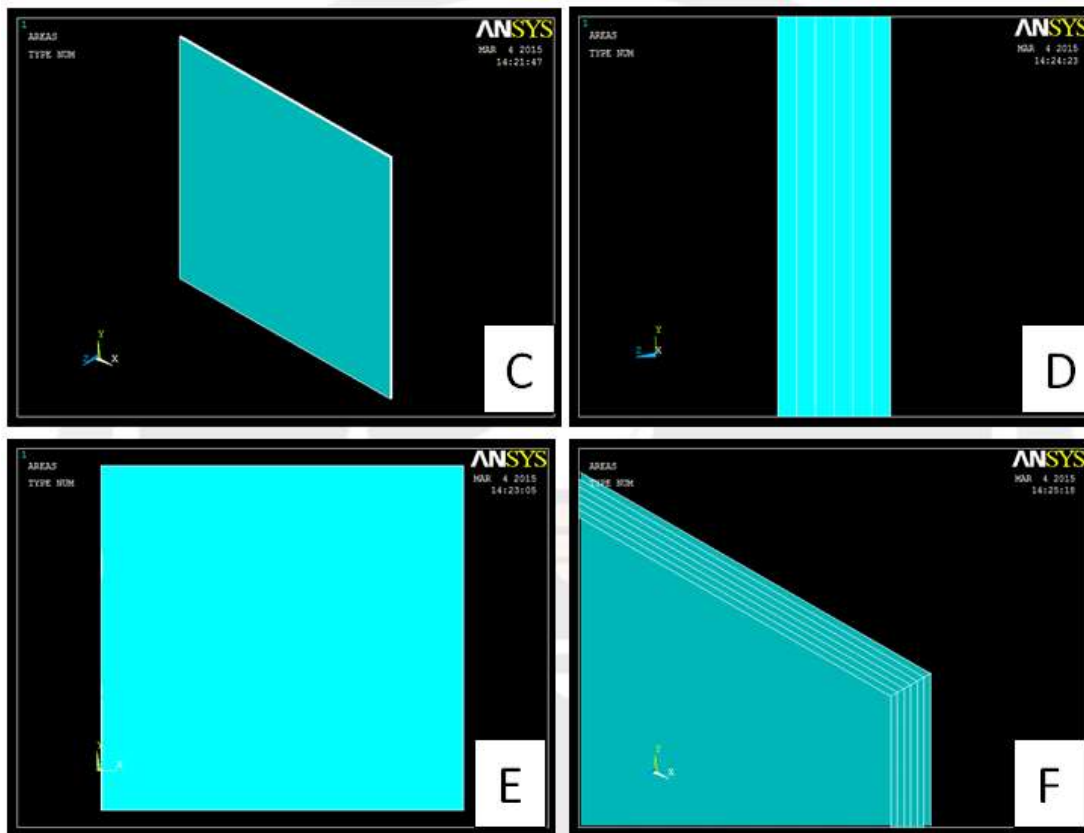 1
AREAS
TYPE NUM
ANSYS
MAR 4 2015
14:21:47
Y
Z
X
C
1
AREAS
TYPE NUM
ANSYS
MAR 4 2015
14:24:23
Y
Z
X
D
1
AREAS
TYPE NUM
ANSYS
MAR 4 2015
14:23:05
Y
X
E
AREAS
TYPE NUM
ANSYS
MAR 4 2015
14:25:18
Y
X
F